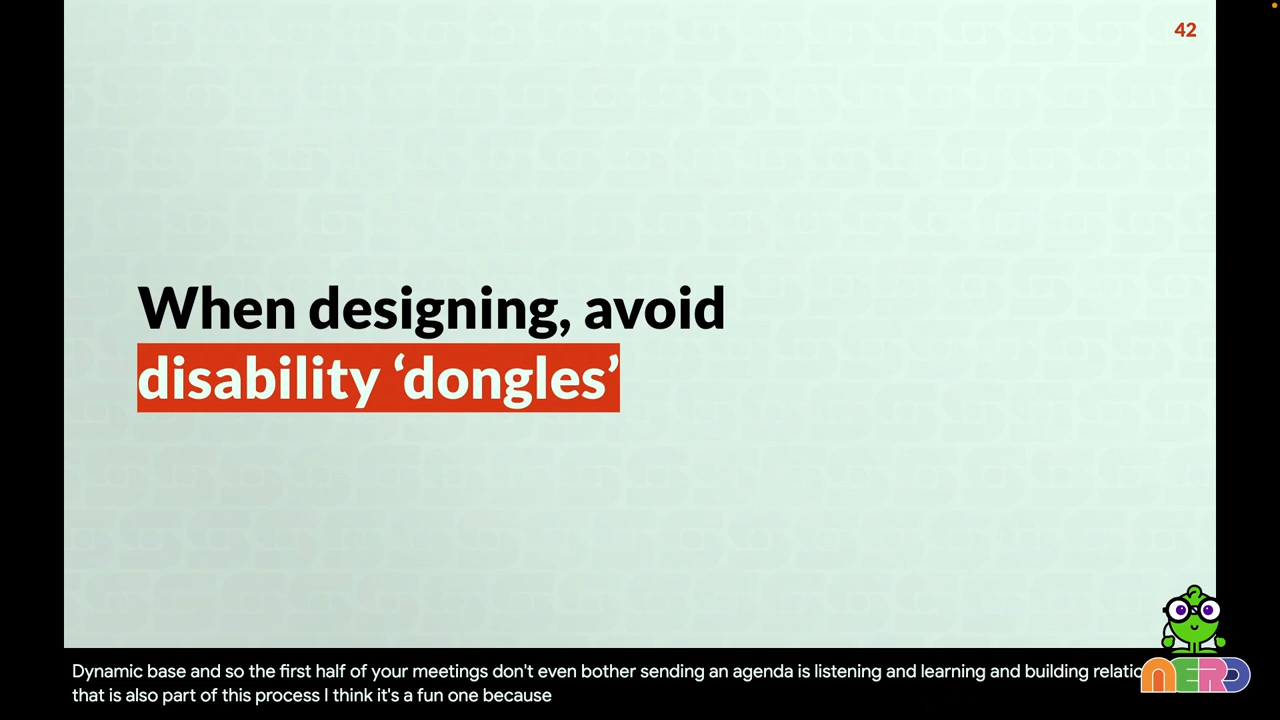 42
When designing, avoid
disability ‘dongles’
Dynamic base and so the first half of your meetings don't even bother sending an agenda is listening and learning and building
that is also part of this process I think it's a fun one because
NERD